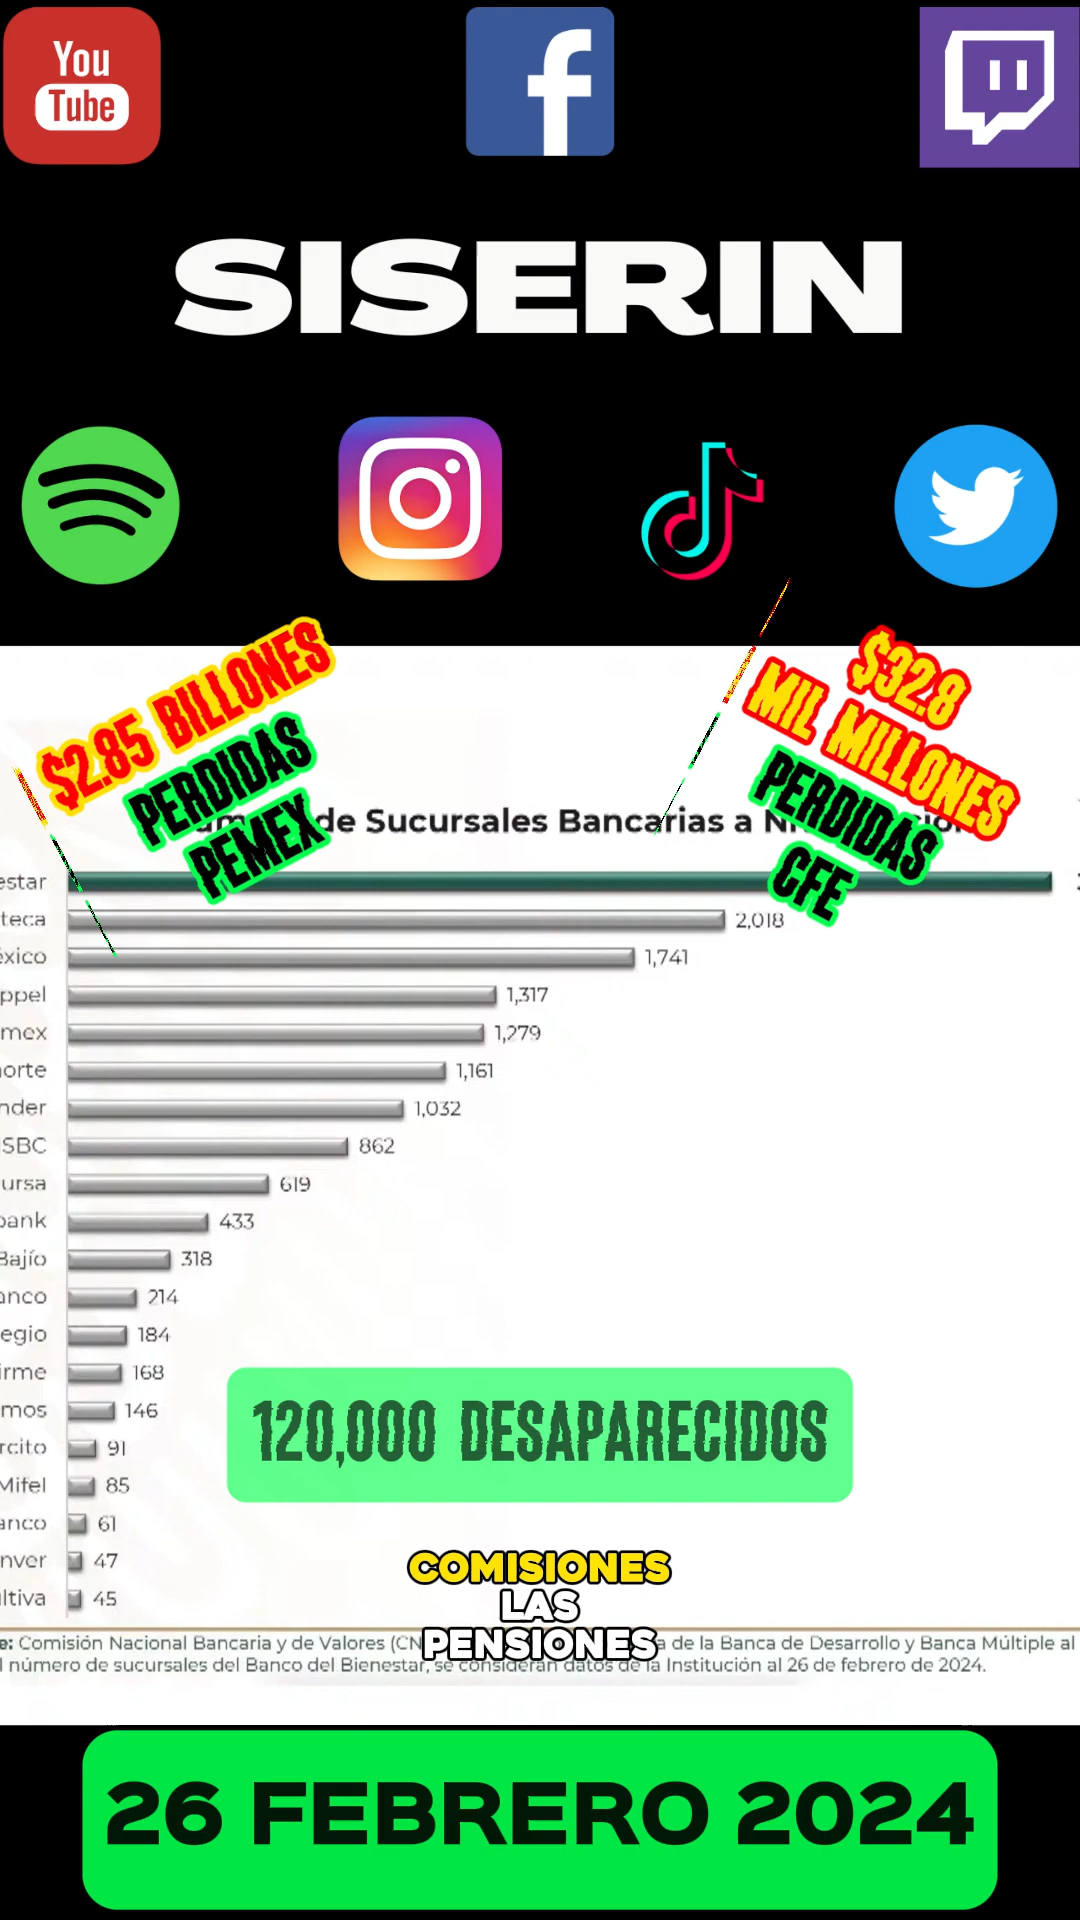 You
Tube
SISERIN
$2.85 BILLONES
PERDIDAS
PEMEX
$32.8
MIL MILLONES
PERDIDAS
CFE
de Sucursales Bancarias a
estar
teca 2,018
éxico 1,741
ppel 1,317
mex 1,279
orte 1,161
nder 1,032
SBC 862
ursa 619
bank 433
Bajío 318
anco 214
egio 184
irme 168
mos 146
rcito 91
Mifel 85
anco 61
nver 47
ultiva 45
120,000 DESAPARECIDOS
COMISIONES
LAS
PENSIONES
e: Comisión Nacional Bancaria y de Valores (CN a de la Banca de Desarrollo y Banca Múltiple al
l número de sucursales del Banco del Bienestar, se consideran datos de la Institución al 26 de febrero de 2024.
26 FEBRERO 2024